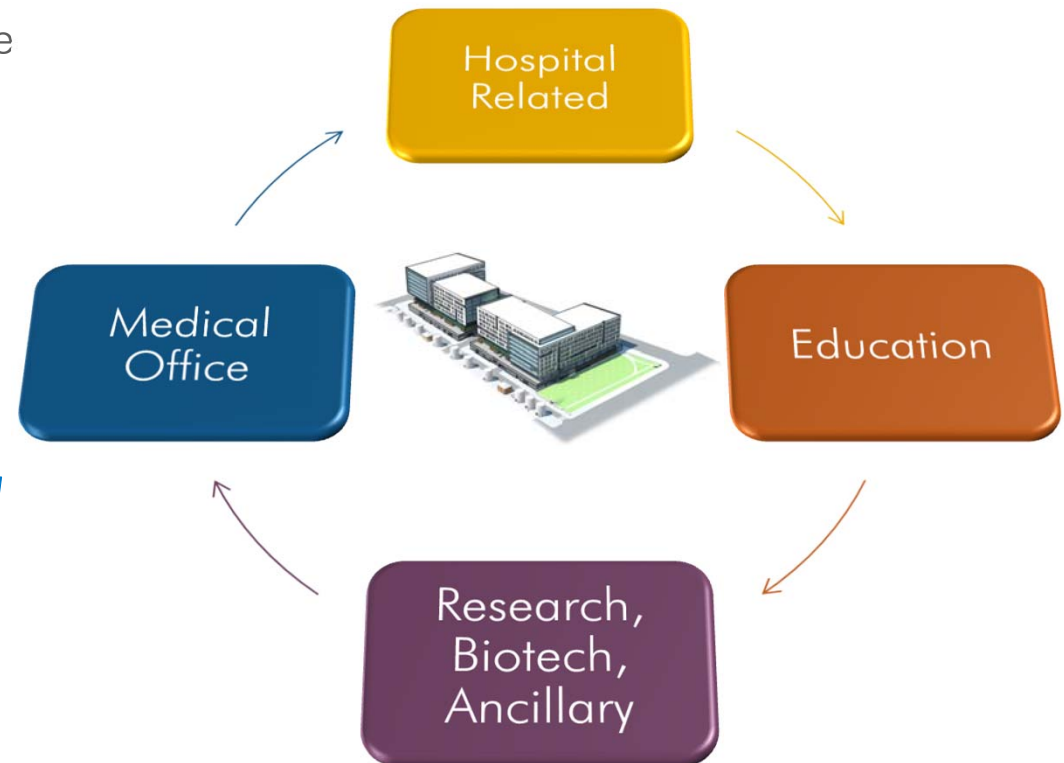 e
Hospital
Related
Medical
Office
Education
Research,
Biotech,
Ancillary